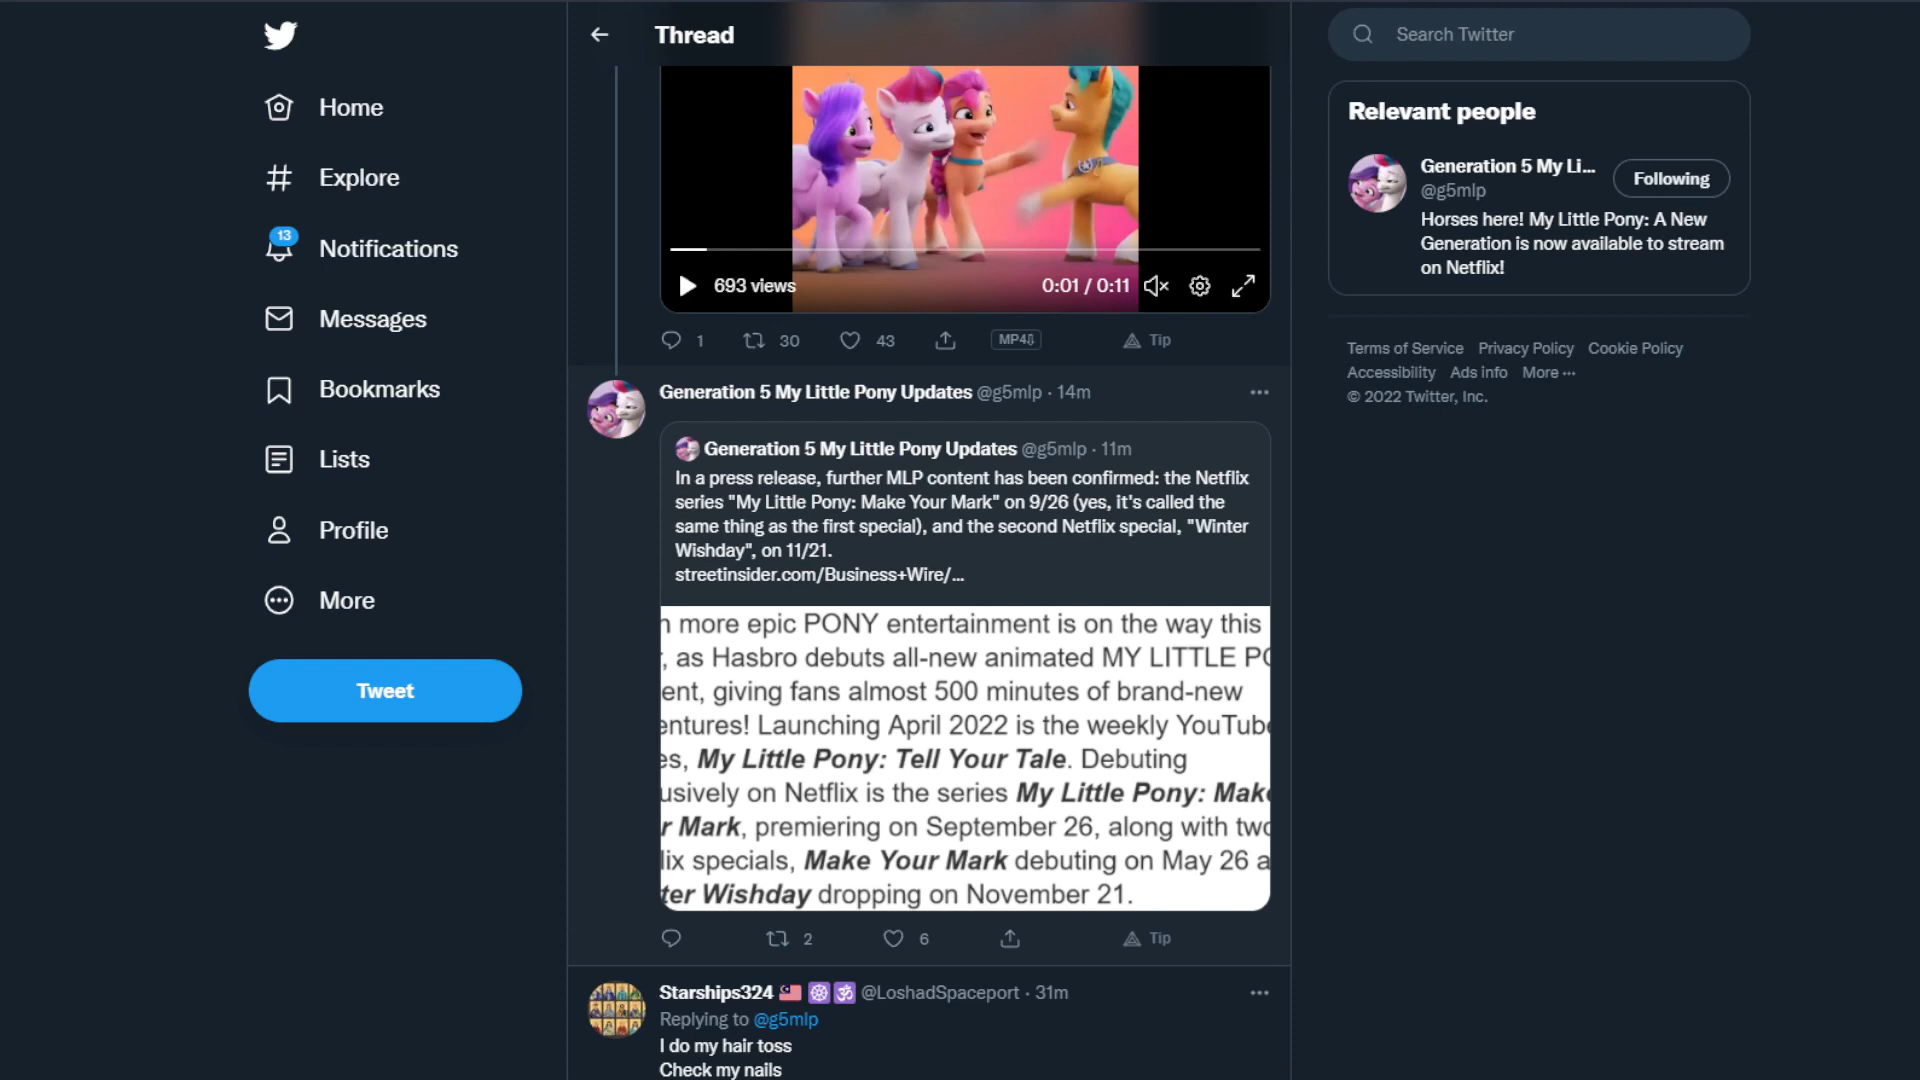 Thread
Search Twitter
Home
Explore
13
Notifications
Messages
Bookmarks
Lists
Profile
More
Tweet
693 views
0:01 / 0:11
1
30
43
MP4⇩
Tip
Generation 5 My Little Pony Updates @g5mlp · 14m
Generation 5 My Little Pony Updates @g5mlp · 11m
In a press release, further MLP content has been confirmed: the Netflix
series "My Little Pony: Make Your Mark" on 9/26 (yes, it's called the
same thing as the first special), and the second Netflix special, "Winter
Wishday", on 11/21.
streetinsider.com/Business+Wire/...
n more epic PONY entertainment is on the way this
, as Hasbro debuts all-new animated MY LITTLE PO
ent, giving fans almost 500 minutes of brand-new
entures! Launching April 2022 is the weekly YouTube
es, My Little Pony: Tell Your Tale. Debuting
usively on Netflix is the series My Little Pony: Make
r Mark, premiering on September 26, along with two
lix specials, Make Your Mark debuting on May 26 a
ter Wishday dropping on November 21.
2
6
Tip
Starships324 🇲🇾 ☸️🕉️ @LoshadSpaceport · 31m
Replying to @g5mlp
I do my hair toss
Check my nails
Relevant people
Generation 5 My Li...
@g5mlp
Following
Horses here! My Little Pony: A New
Generation is now available to stream
on Netflix!
Terms of Service Privacy Policy Cookie Policy
Accessibility Ads info More ···
© 2022 Twitter, Inc.